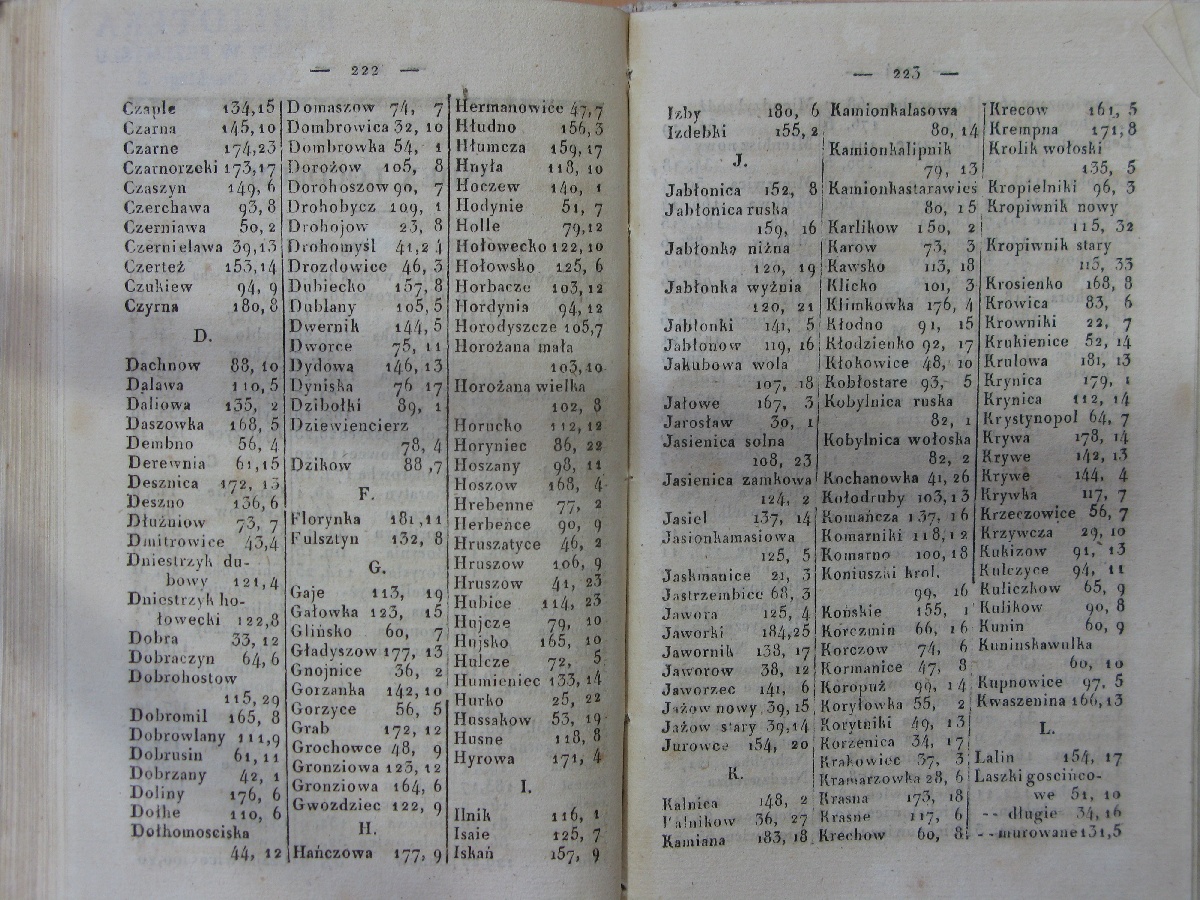 — 222 —
Czaple 134,15
Czarna 145,10
Czarne 174,23
Czarnorzeki 173,17
Czaszyn 149, 6
Czerchawa 93, 8
Czerniawa 50, 2
Czernielawa 39,13
Czerteż 153,14
Czukiew 94, 9
Czyrna 180, 8
D.
Dachnow 88, 10
Dalawa 110, 5
Daliowa 135, 2
Daszowka 168, 5
Dembno 56, 4
Derewnia 61,15
Desznica 172, 13
Deszno 136, 6
Dłużniow 73, 7
Dmitrowice 43,4
Dniestrzyk du-
bowy 121,4
Dniestrzyk ho-
łowecki 122,8
Dobra 33, 12
Dobraczyn 64, 6
Dobrohostow
115, 29
Dobromil 165, 8
Dobrowlany 111,9
Dobrusin 61, 11
Dobrzany 42, 1
Doliny 176, 6
Dołhe 110, 6
Dołhomosciska
44, 12
Domaszow 74, 7
Dombrowica 32, 10
Dombrowka 54, 1
Dorożow 105, 8
Dorohoszow 90, 7
Drohobycz 109, 1
Drohojow 23, 8
Drohomyśl 41,24
Drozdowice 46, 3
Dubiecko 157, 8
Dublany 105, 5
Dwernik 144, 5
Dworce 75, 11
Dydowa 146, 13
Dyniska 76 17
Dzibołki 89, 1
Dziewiencierz
78, 4
Dzikow 88 ,7
F.
Florynka 181,11
Fulsztyn 132, 8
G.
Gaje 113, 19
Gałowka 123, 15
Glińsko 60, 7
Gładyszow 177, 13
Gnojnice 36, 2
Gorzanka 142, 10
Gorzyce 56, 5
Grab 172, 12
Grochowce 48, 9
Gronziowa 123, 12
Gronziowa 164, 6
Gwozdziec 122, 9
H.
Hańczowa 177, 9
Hermanowice 47,7
Hłudno 156, 3
Hłumcza 159, 17
Hnyła 118, 10
Hoczew 140, 1
Hodynie 51, 7
Holle 79,12
Hołowecko 122,10
Hołowsko 125, 6
Horbacze 103, 12
Hordynia 94, 12
Horodyszcze 105,7
Horożana mała
103,10
Horożana wielka
102, 8
Horucko 112, 12
Horyniec 86, 22
Hoszany 98, 11
Hoszow 168, 4
Hrebenne 77, 2
Herbeńce 90, 9
Hruszatyce 46, 2
Hruszow 106, 9
Hruszow 41, 23
Hubice 114, 23
Hujcze 79, 10
Hujsko 165, 10
Hulcze 72, 5
Humieniec 133, 14
Hurko 25, 22
Hussakow 53, 19
Husne 118, 8
Hyrowa 171, 4
I.
Ilnik 116, 1
Isaie 125, 7
Iskań 157, 9
— 223 —
Izby 180, 6
Izdebki 155, 2
J.
Jabłonica 152, 8
Jabłonica ruska
159, 16
Jabłonka niżna
120, 19
Jabłonka wyżnia
120, 21
Jabłonki 141, 5
Jabłonow 119, 16
Jakubowa wola
107, 18
Jałowe 167, 3
Jarosław 30, 1
Jasienica solna
108, 23
Jasienica zamkowa
124, 2
Jasiel 137, 14
Jasionkamasiowa
125, 5
Jaskmanice 21, 3
Jastrzembice 68, 3
Jawora 125, 4
Jaworki 184,25
Jawornik 138, 17
Jaworow 38, 12
Jaworzec 141, 6
Jażow nowy 39,15
Jażow stary 39,14
Jurowce 154, 20
K.
Kalnica 148, 2
Kalnikow 36, 27
Kamiana 183, 18
Kamionkalasowa
80, 14
Kamionkalipnik
79, 13
Kamionkastarawieś
80, 15
Karlikow 150, 2
Karow 73, 3
Kawsko 113, 18
Klicko 101, 3
Klimkowka 176, 4
Kłodno 91, 15
Kłodzienko 92, 17
Kłokowice 48, 10
Kobłostare 93, 5
Kobylnica ruska
82, 1
Kobylnica wołoska
82, 2
Kochanowka 41, 26
Kołodruby 103, 13
Komańcza 137, 16
Komarniki 118, 12
Komarno 100, 18
Koniuszki krol.
99, 16
Końskie 155, 1
Korczmin 66, 16
Korczow 74, 6
Kormanice 47, 8
Koropuż 99, 14
Koryłowka 55, 2
Korytniki 49, 13
Korzenica 34, 17
Krakowiec 37, 3
Kramarzowka 28, 6
Krasna 173, 18
Krasne 117, 6
Krechow 60, 8
Krecow 161, 5
Krempna 171, 8
Krolik wołoski
135, 5
Kropielniki 96, 3
Kropiwnik nowy
115, 32
Kropiwnik stary
115, 33
Krosienko 168, 8
Krowica 83, 6
Krowniki 22, 7
Krukienice 52, 14
Krulowa 181, 13
Krynica 179, 1
Krynica 112, 14
Krystynopol 64, 7
Krywa 178, 14
Krywe 142, 13
Krywe 144, 4
Krywka 117, 7
Krzeczowice 56, 7
Krzywcza 29, 10
Kukizow 91, 13
Kulczyce 94, 11
Kuliczkow 65, 9
Kulikow 90, 8
Kunin 60, 9
Kuninskawulka
60, 10
Kupnowice 97, 5
Kwaszenina 166,13
L.
Lalin 154, 17
Laszki gościńco-
we 51, 10
-- długie 34, 16
-- murowane 131,5